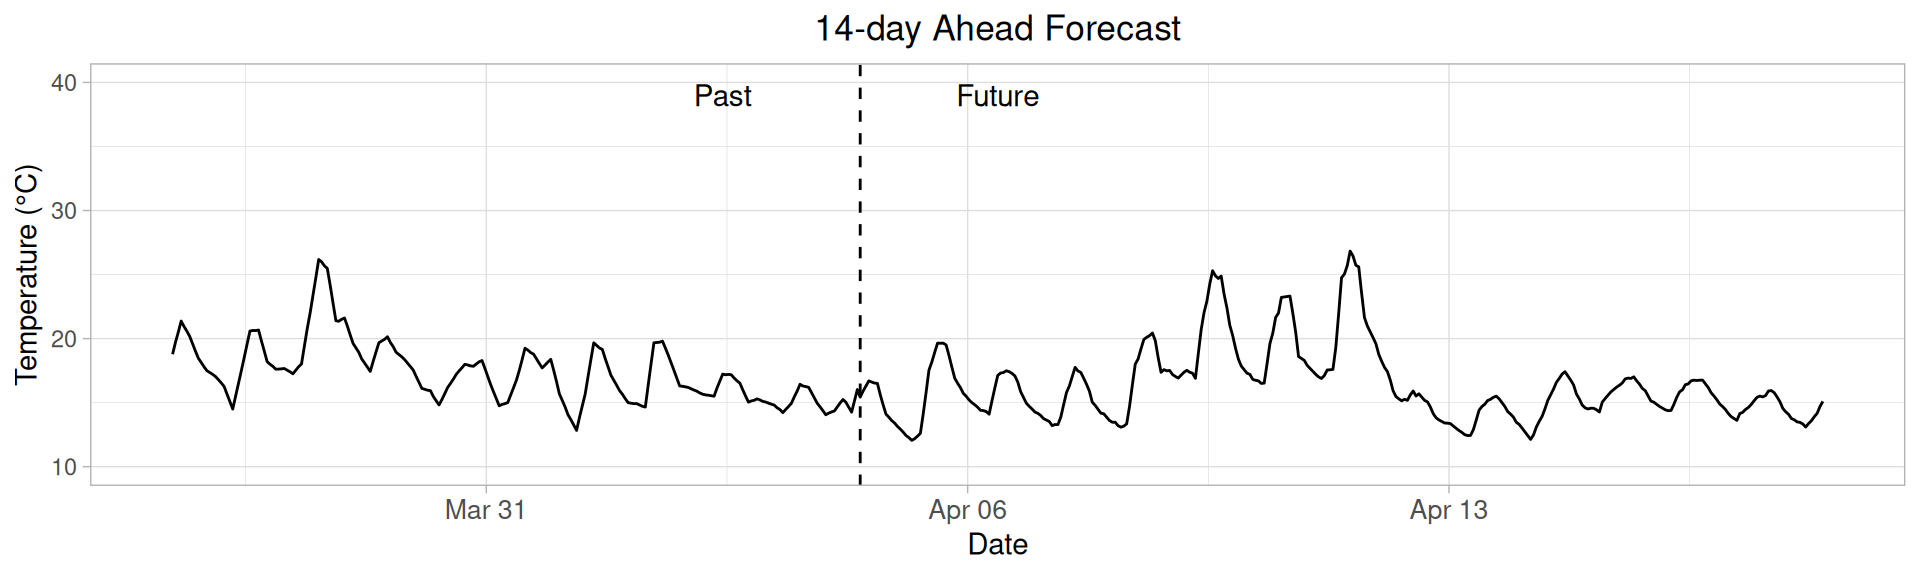 14-day Ahead Forecast
Past
Future
Temperature (°C)
40
30
20
10
Mar 31
Apr 06
Apr 13
Date